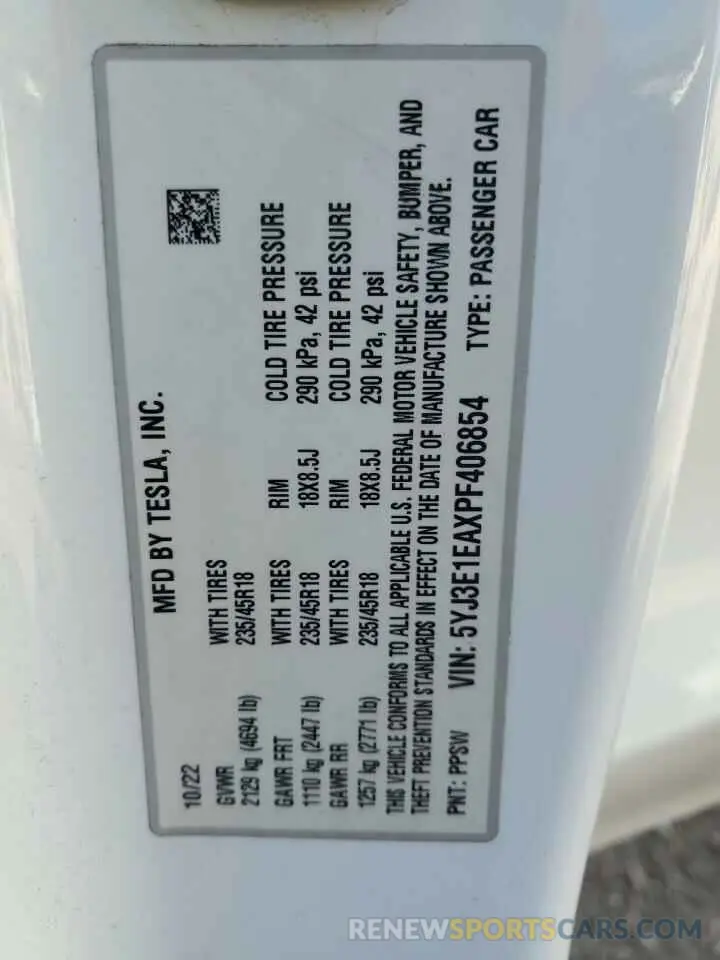 MFD BY TESLA, INC.
10/22
GVWR WITH TIRES
2129 kg (4694 lb) 235/45R18
GAWR FRT WITH TIRES RIM COLD TIRE PRESSURE
1110 kg (2447 lb) 235/45R18 18X8.5J 290 kPa, 42 psi
GAWR RR WITH TIRES RIM COLD TIRE PRESSURE
1257 kg (2771 lb) 235/45R18 18X8.5J 290 kPa, 42 psi
THIS VEHICLE CONFORMS TO ALL APPLICABLE U.S. FEDERAL MOTOR VEHICLE SAFETY, BUMPER, AND
THEFT PREVENTION STANDARDS IN EFFECT ON THE DATE OF MANUFACTURE SHOWN ABOVE.
PNT: PPSW VIN: 5YJ3E1EAXPF406854 TYPE: PASSENGER CAR
RENEWSPORTSCARS.COM